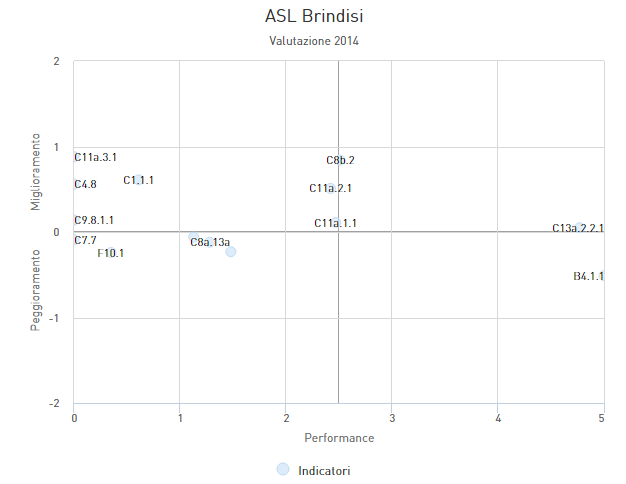 ASL Brindisi
Valutazione 2014
Miglioramento
Peggioramento
2
1
0
-1
-2
C11a.3.1
C8b.2
C4.8
C1.1.1
C11a.2.1
C9.8.1.1
C11a.1.1
C13a.2.2.1
C7.7
C8a.13a
F10.1
B4.1.1
0
1
2
3
4
5
Performance
Indicatori